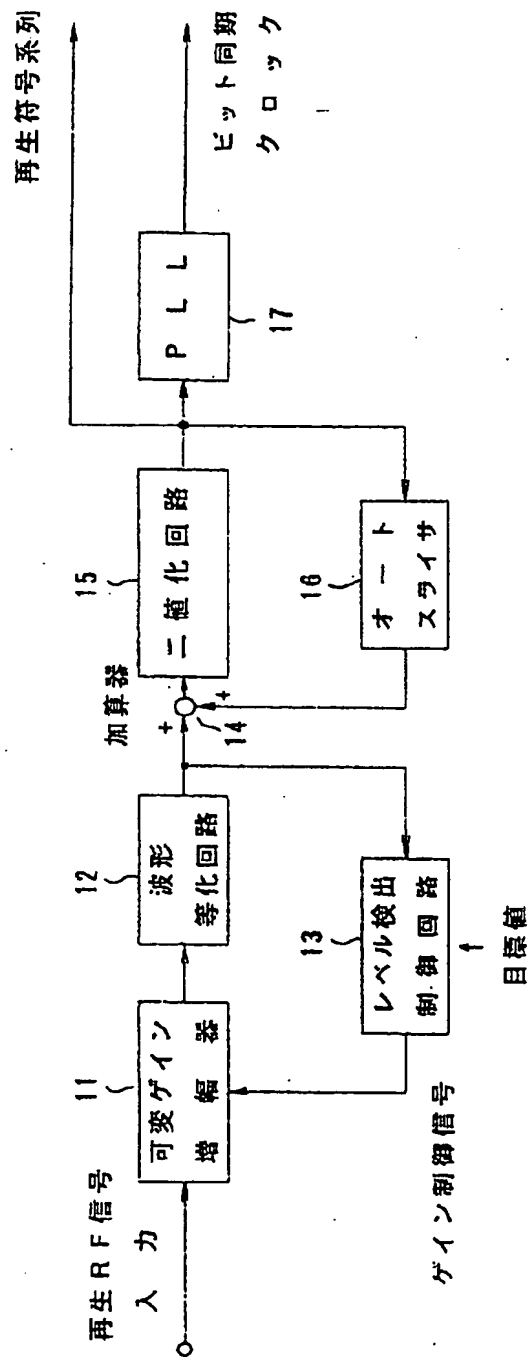 再生RF信号
入力
11
可変ゲイン
増幅器
12
波形
等化回路
13
レベル検出
制御回路
目標値
ゲイン制御信号
加算器
+
+
14
15
二値化回路
16
オート
スライサ
17
PLL
再生符号系列
ビット同期
クロック